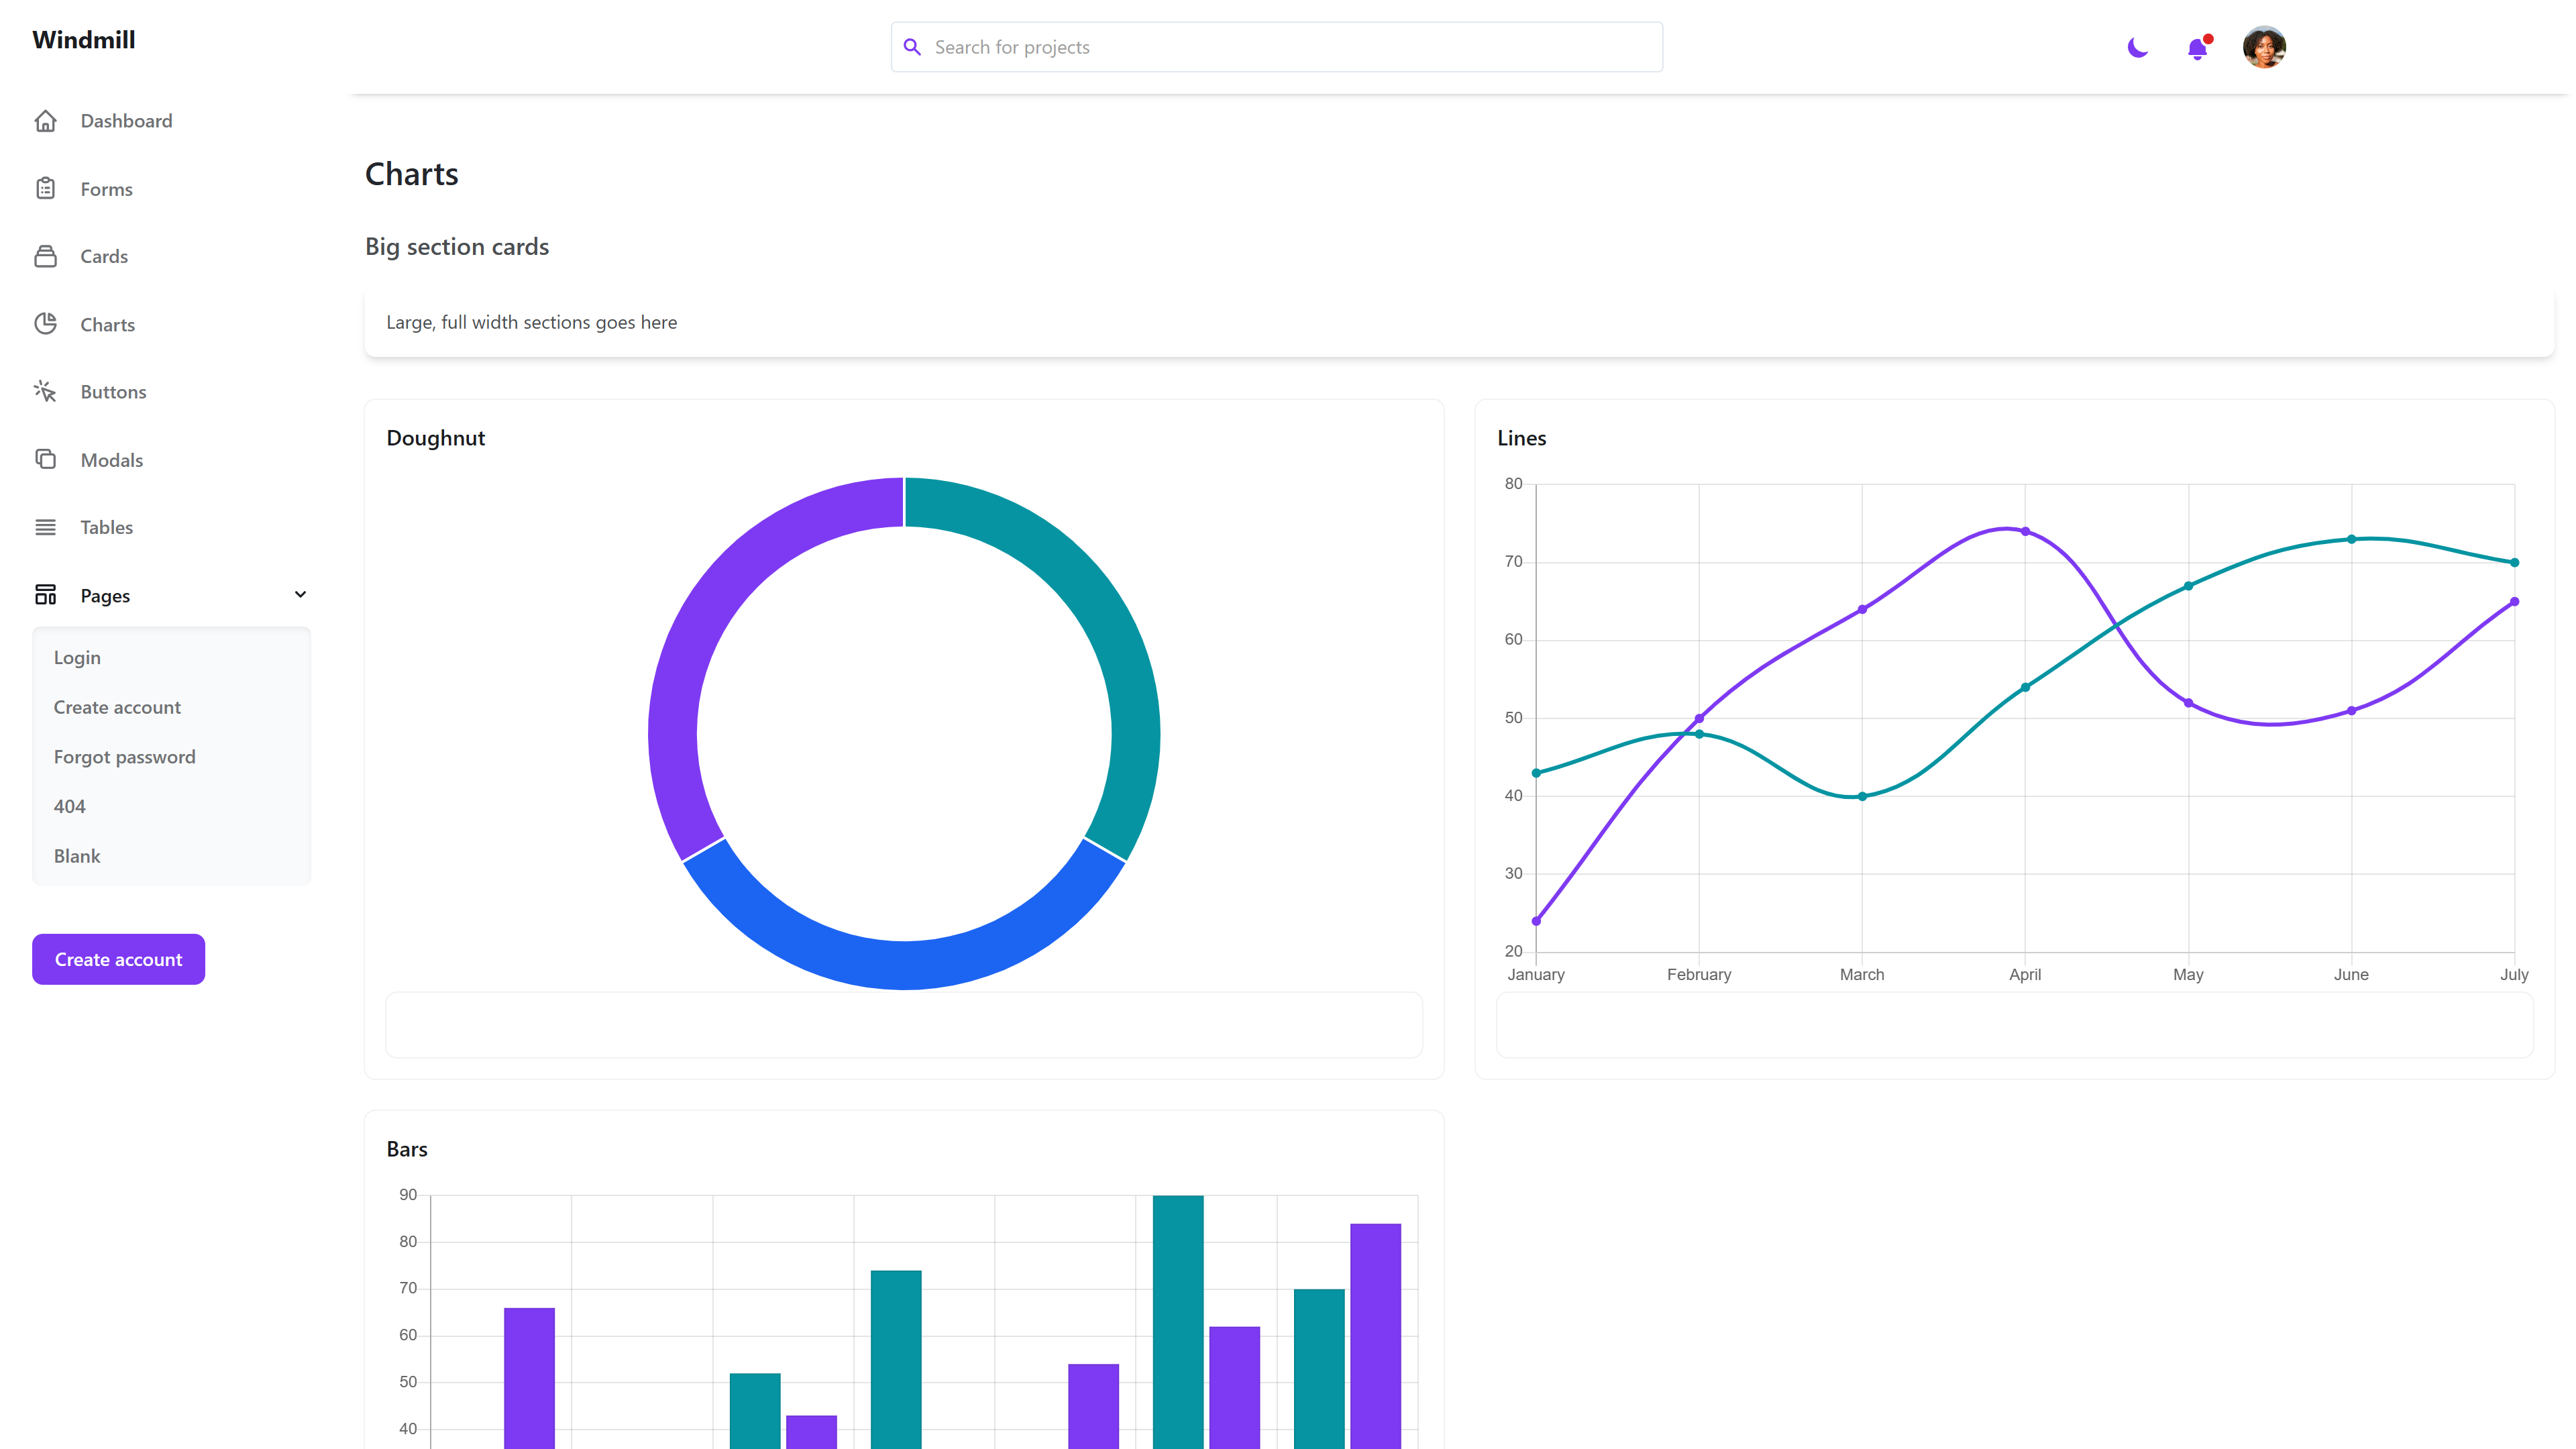 Windmill
Search for projects
Dashboard
Forms
Cards
Charts
Buttons
Modals
Tables
Pages
Login
Create account
Forgot password
404
Blank
Create account
Charts
Big section cards
Large, full width sections goes here
Doughnut
Lines
80
70
60
50
40
30
20
January February March April May June July
Bars
90
80
70
60
50
40